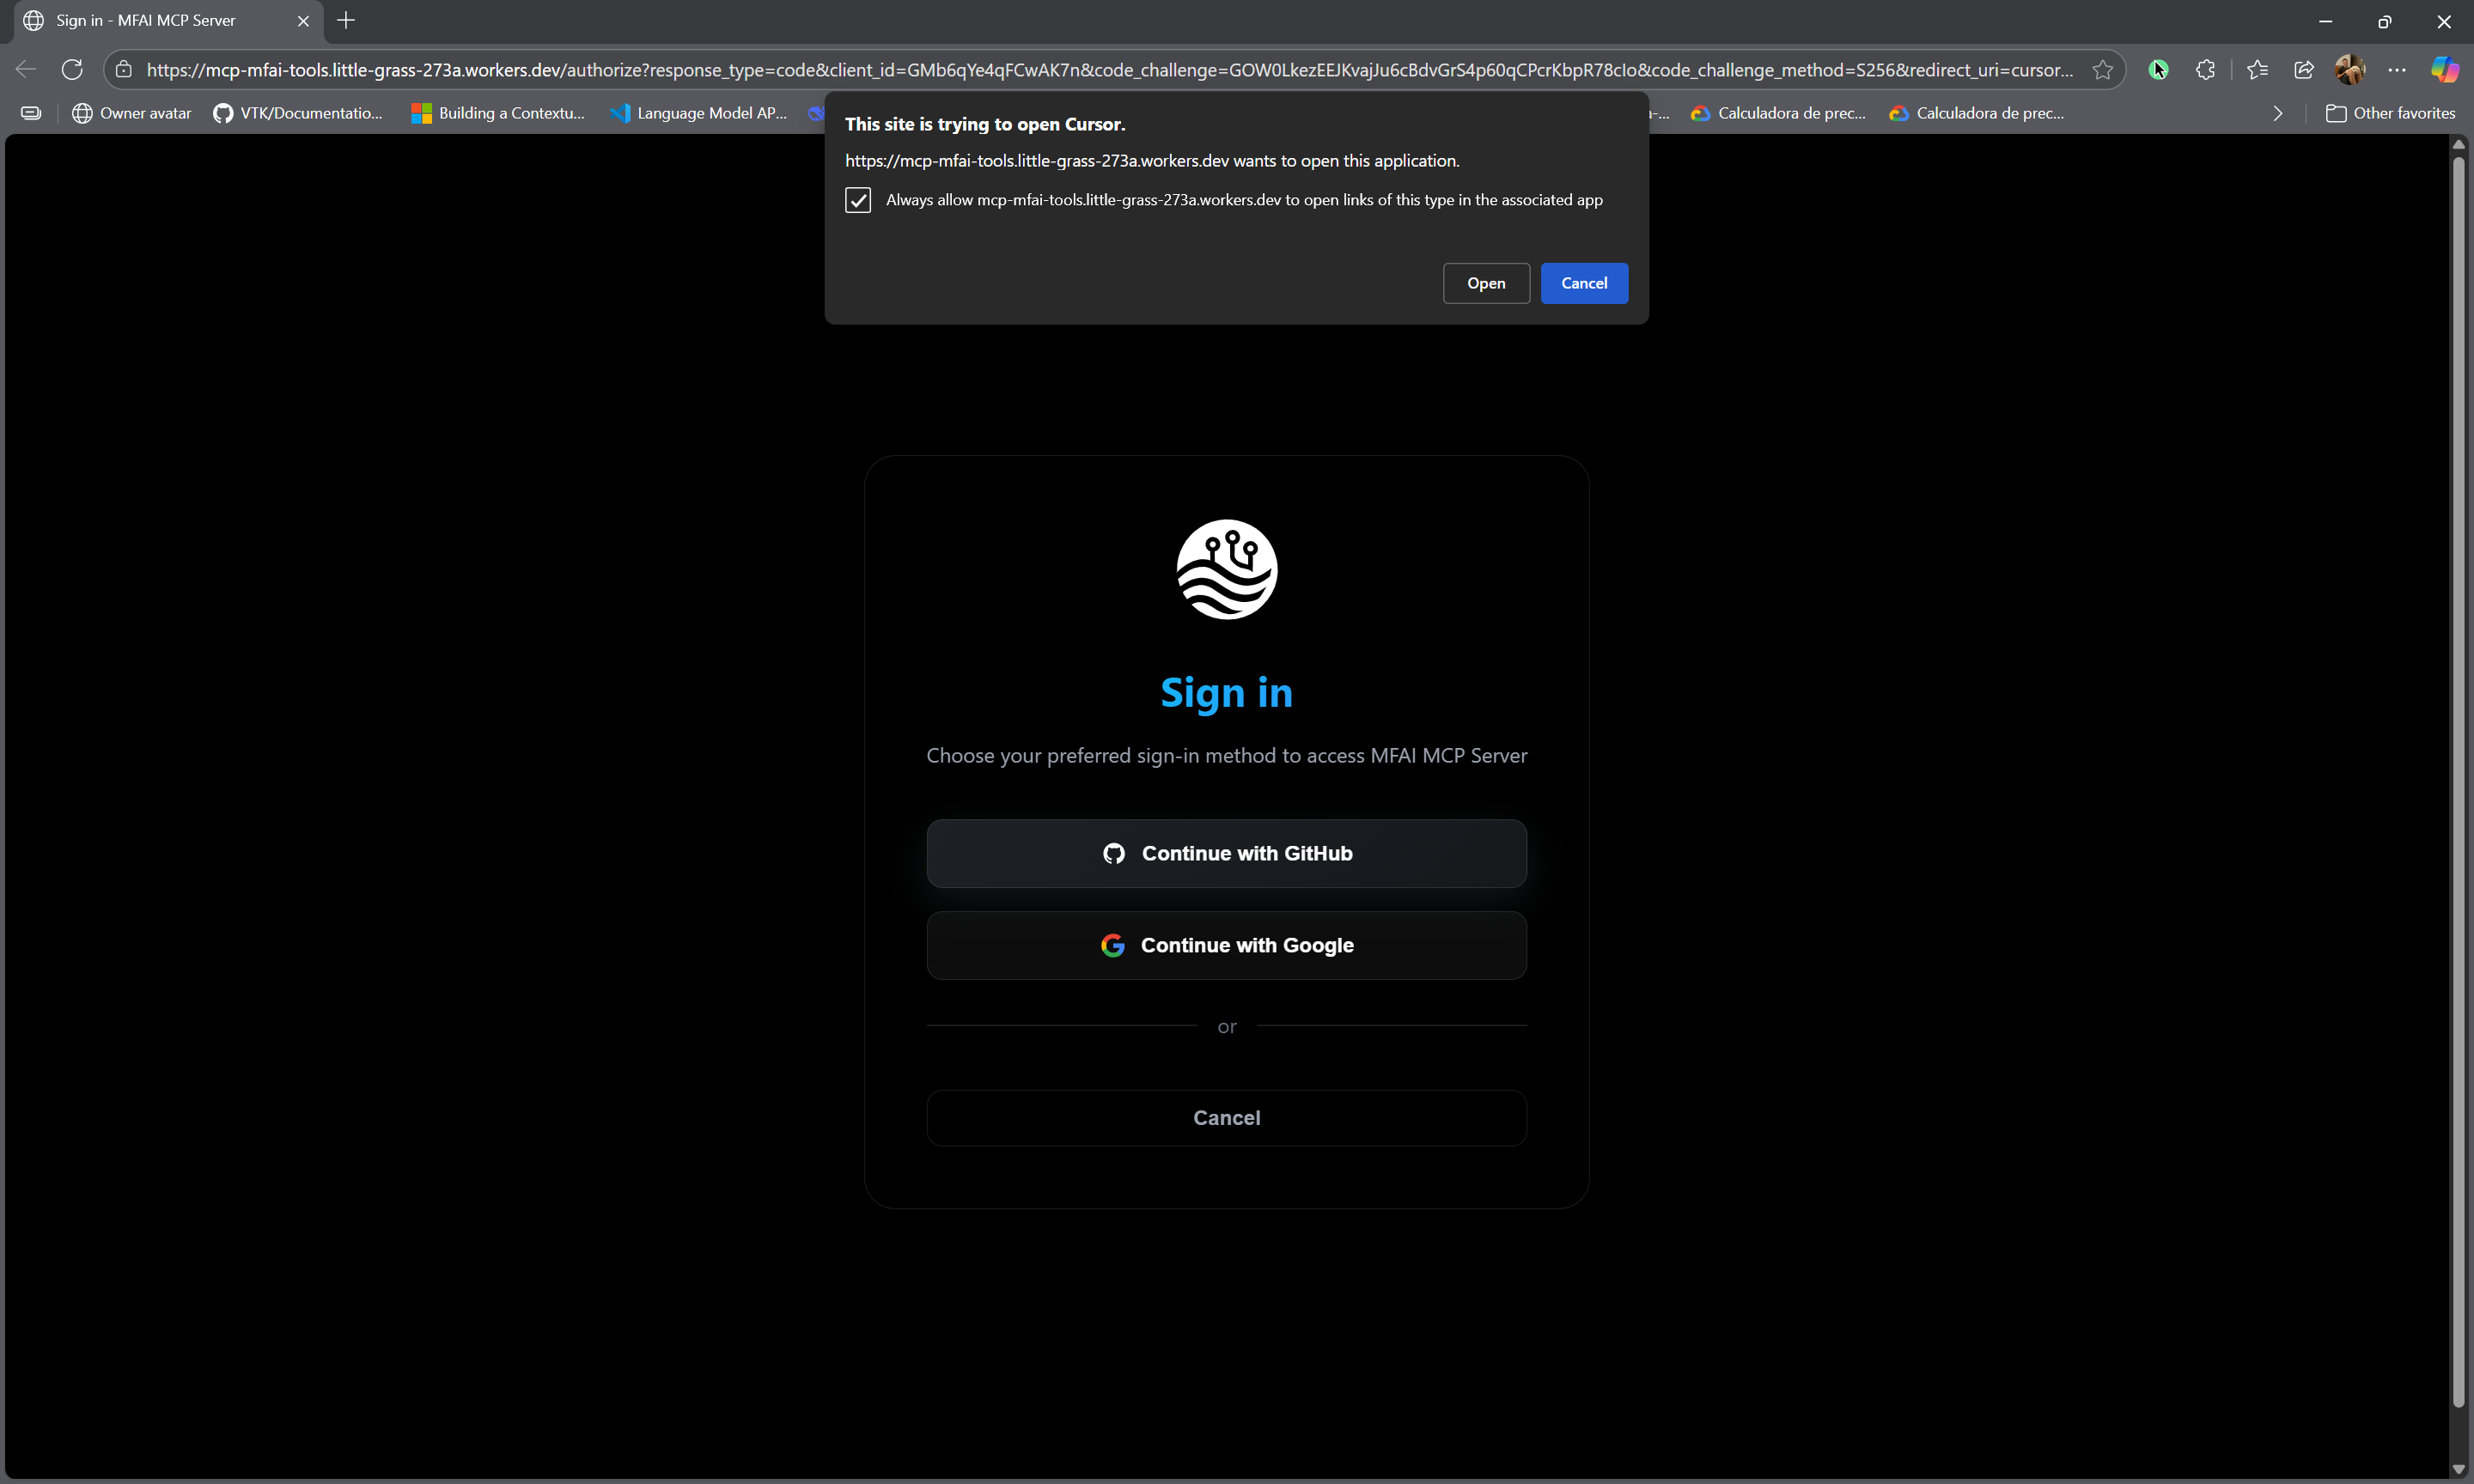 Sign in - MFAI MCP Server
https://mcp-mfai-tools.little-grass-273a.workers.dev/authorize?response_type=code&client_id=GMb6qYe4qFCwAK7n&code_challenge=GOW0LkezEEJKvajJu6cBdvGrS4p60qCPcrKbpR78clo&code_challenge_method=S256&redirect_uri=cursor...
Owner avatar VTK/Documentatio... Building a Contextu... Language Model AP... Calculadora de prec... Calculadora de prec... Other favorites
This site is trying to open Cursor.
https://mcp-mfai-tools.little-grass-273a.workers.dev wants to open this application.
Always allow mcp-mfai-tools.little-grass-273a.workers.dev to open links of this type in the associated app
Open Cancel
Sign in
Choose your preferred sign-in method to access MFAI MCP Server
Continue with GitHub
Continue with Google
or
Cancel